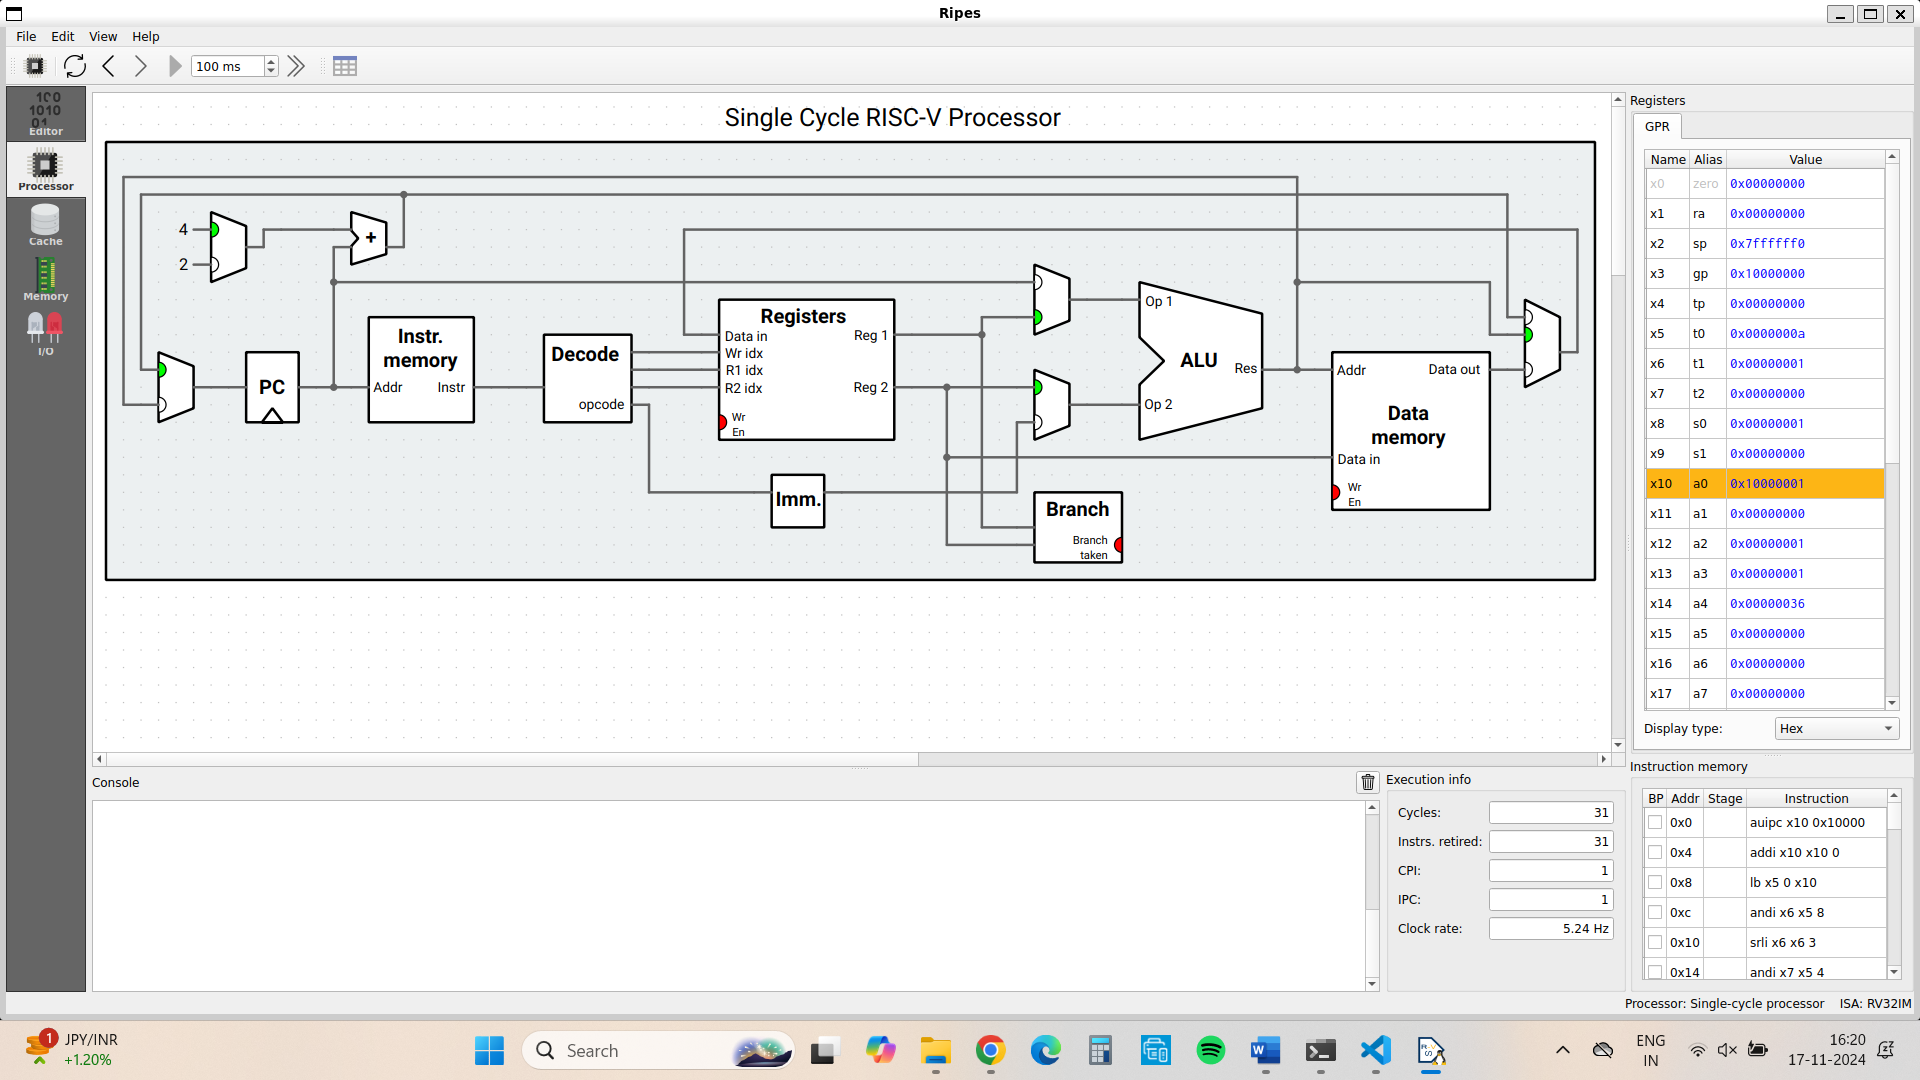 Ripes
File Edit View Help
100 ms
Editor
Processor
Cache
Memory
I/O
Single Cycle RISC-V Processor
4
2
+
PC
Instr. memory
Addr Instr
Decode
opcode
Registers
Data in
Wr idx
R1 idx
R2 idx
Wr En
Reg 1
Reg 2
Imm.
Op 1
ALU
Res
Op 2
Branch
Branch taken
Addr Data out
Data memory
Data in
Wr En
Registers
GPR
Name Alias Value
x0 zero 0x00000000
x1 ra 0x00000000
x2 sp 0x7ffffff0
x3 gp 0x10000000
x4 tp 0x00000000
x5 t0 0x0000000a
x6 t1 0x00000001
x7 t2 0x00000000
x8 s0 0x00000001
x9 s1 0x00000000
x10 a0 0x10000001
x11 a1 0x00000000
x12 a2 0x00000001
x13 a3 0x00000001
x14 a4 0x00000036
x15 a5 0x00000000
x16 a6 0x00000000
x17 a7 0x00000000
Display type: Hex
Console
Execution info
Cycles: 31
Instrs. retired: 31
CPI: 1
IPC: 1
Clock rate: 5.24 Hz
Instruction memory
BP Addr Stage Instruction
0x0 auipc x10 0x10000
0x4 addi x10 x10 0
0x8 lb x5 0 x10
0xc andi x6 x5 8
0x10 srli x6 x6 3
0x14 andi x7 x5 4
Processor: Single-cycle processor ISA: RV32IM
1
JPY/INR
+1.20%
Search
ENG
IN
16:20
17-11-2024